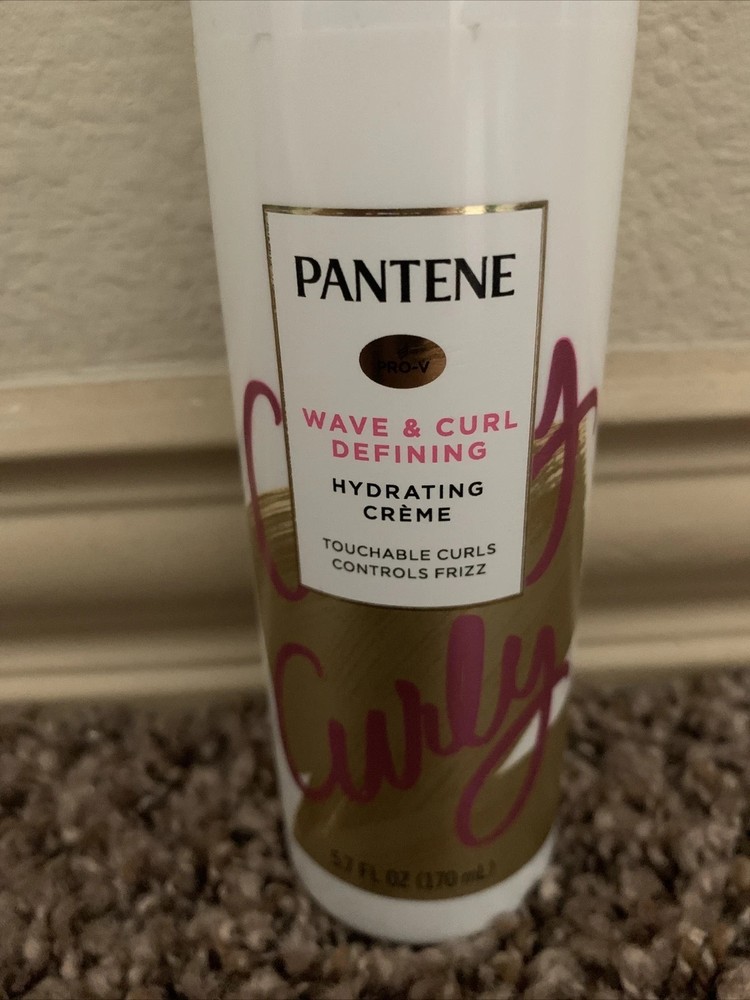 PANTENE
PRO-V
WAVE & CURL
DEFINING
HYDRATING
CRÈME
TOUCHABLE CURLS
CONTROLS FRIZZ
Curly
5.7 FL OZ (170 mL)